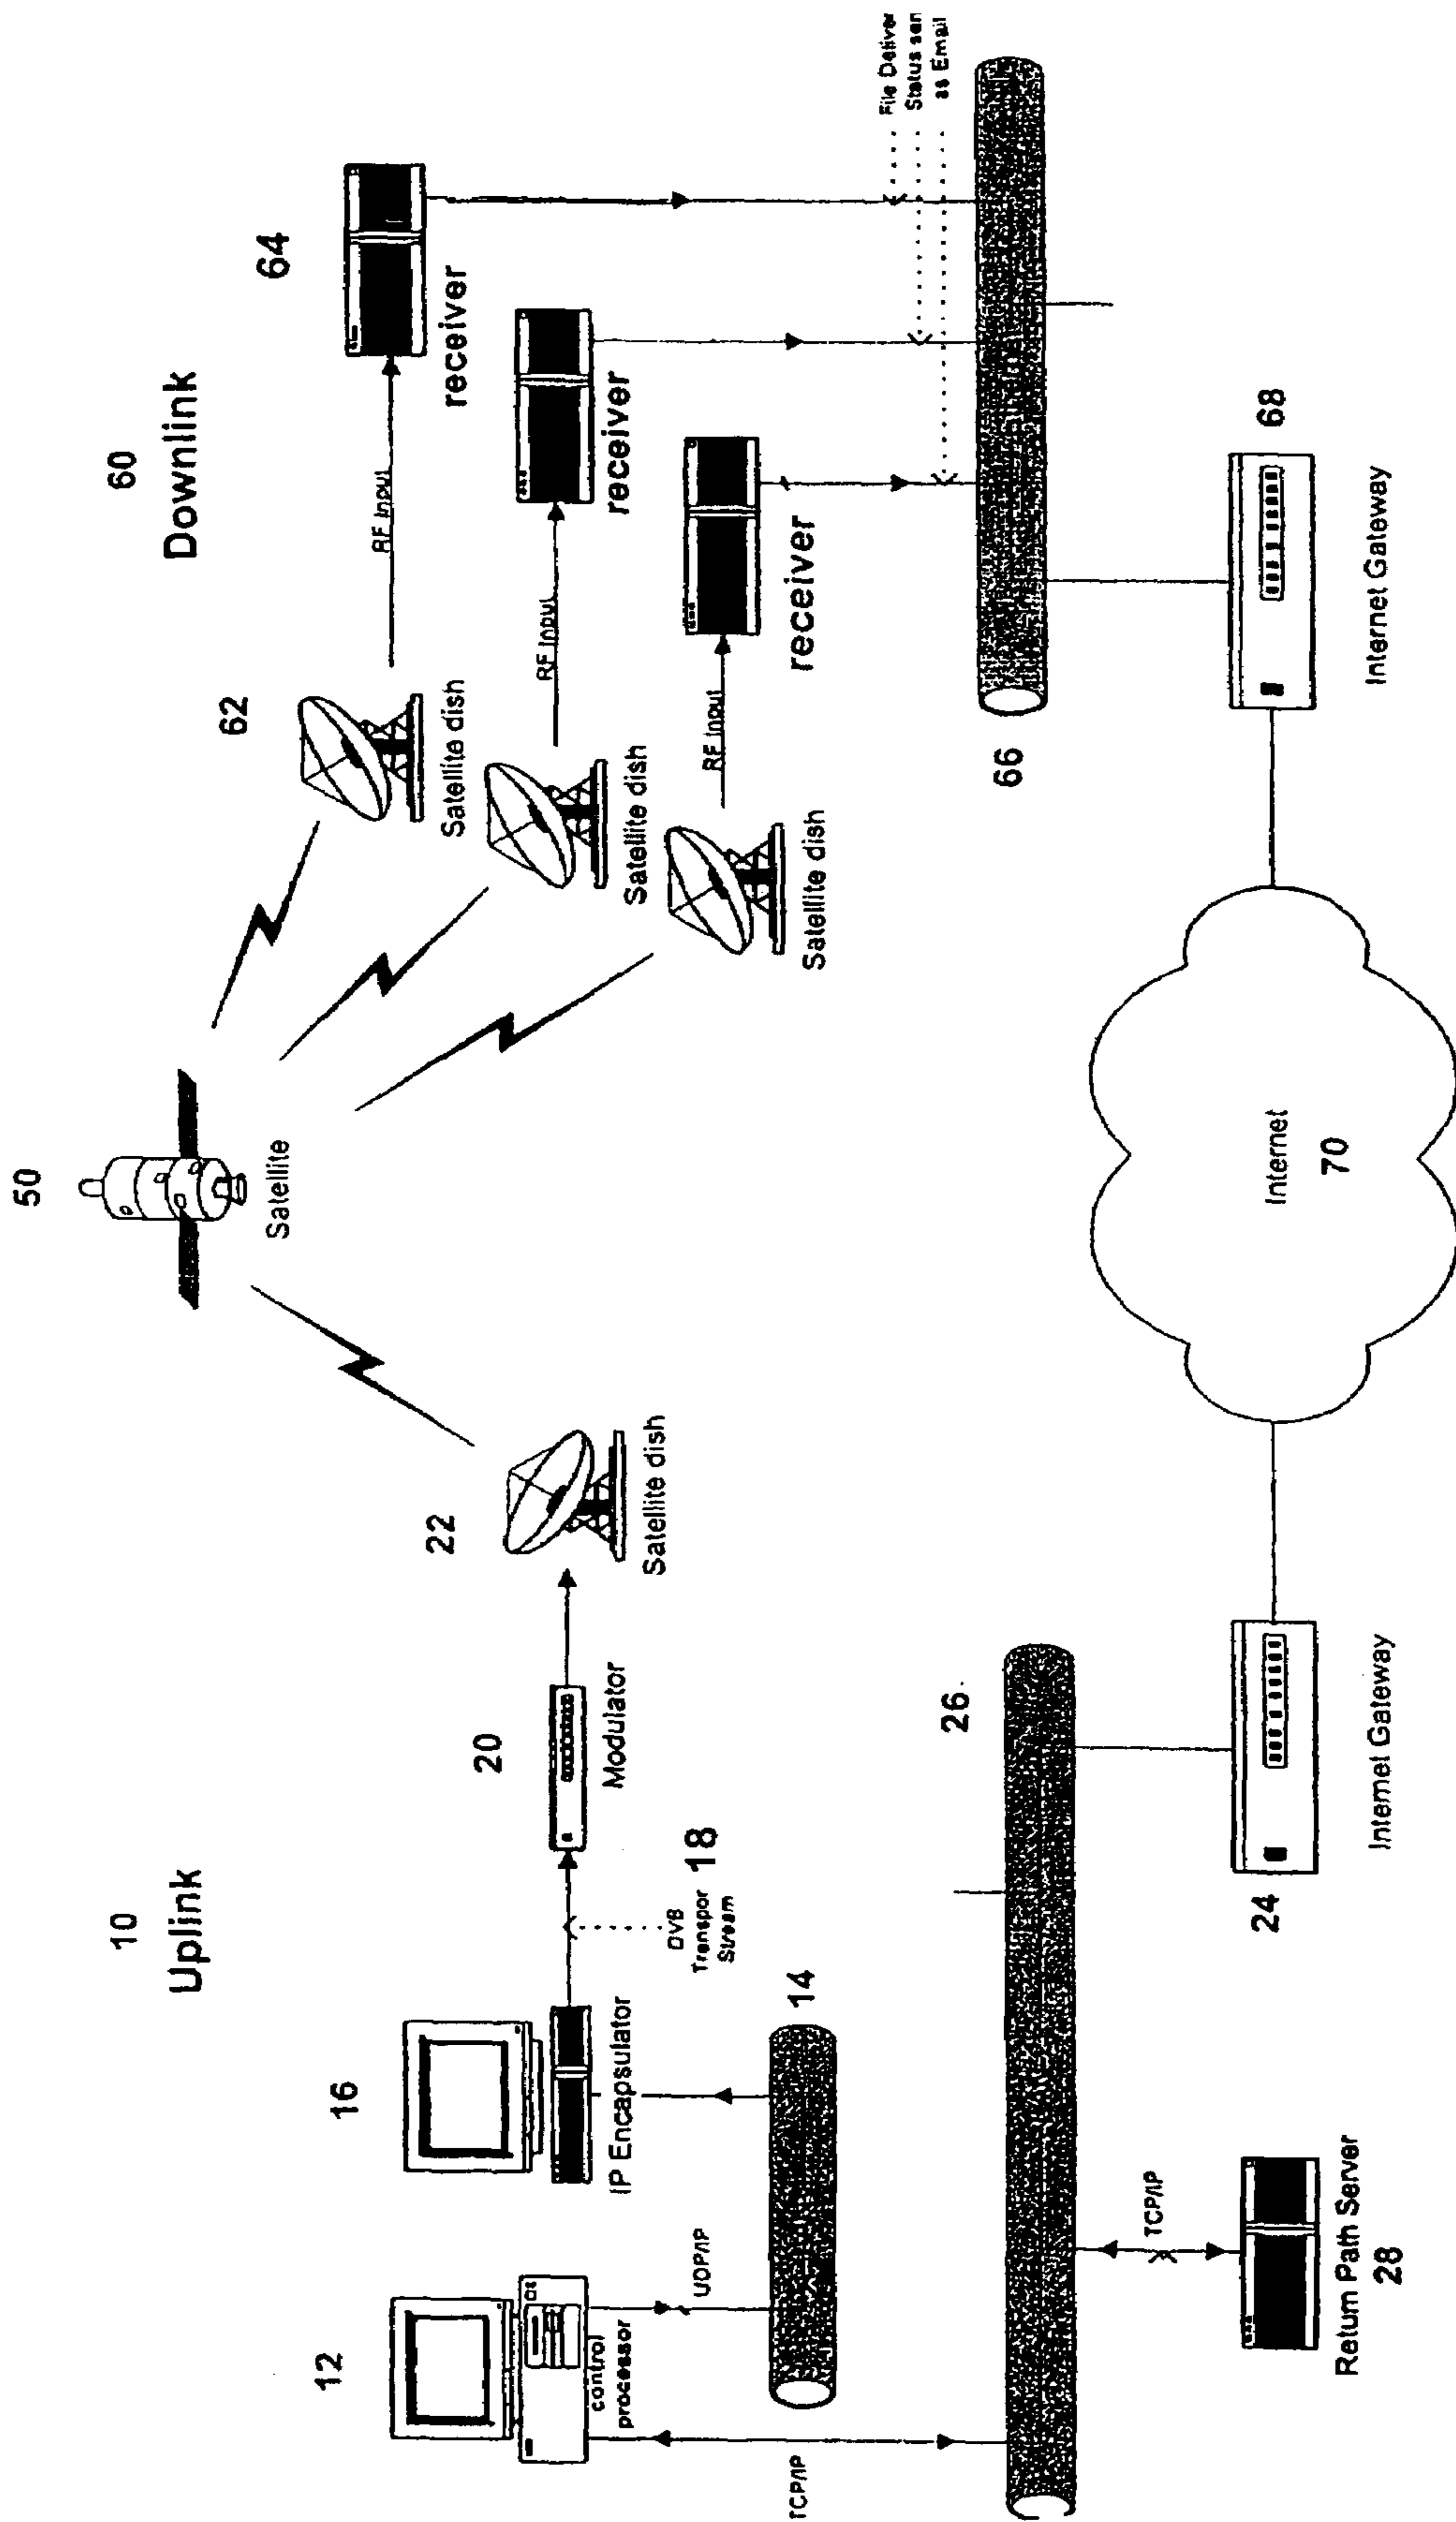 10
Uplink
50
60
Downlink
12
control
processor
16
IP Encapsulator
20
Modulator
22
Satellite dish
Satellite
62
Satellite dish
RF Input
64
receiver
Satellite dish
RF Input
receiver
Satellite dish
RF Input
receiver
DVB
Transpor
Stream
18
UDP/IP
14
TCP/IP
File Deliver
Status sen
as Email
26
66
TCP/IP
Return Path Server
28
24
Internet Gateway
Internet
70
68
Internet Gateway